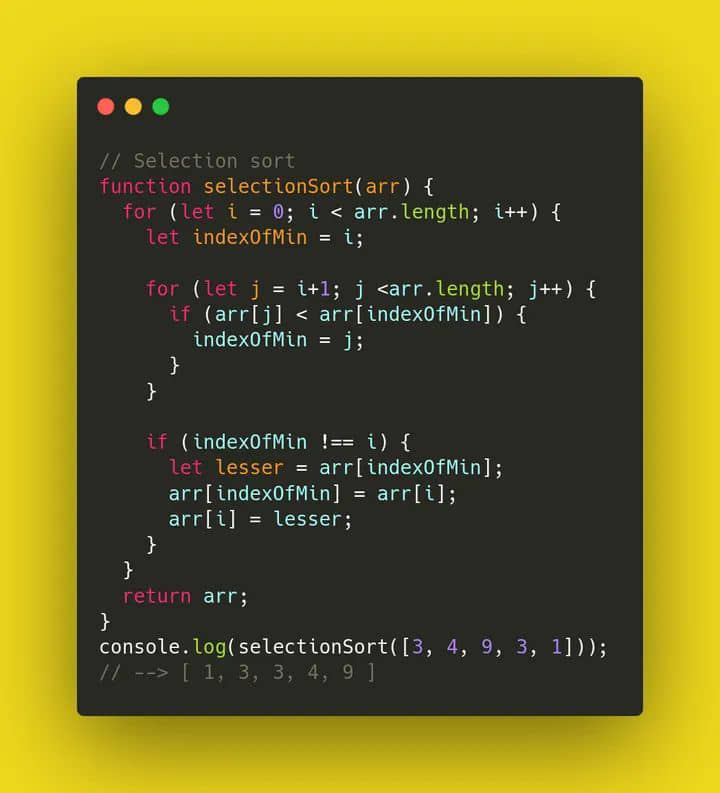 // Selection sort
function selectionSort(arr) {
  for (let i = 0; i < arr.length; i++) {
    let indexOfMin = i;

    for (let j = i+1; j <arr.length; j++) {
      if (arr[j] < arr[indexOfMin]) {
        indexOfMin = j;
      }
    }

    if (indexOfMin !== i) {
      let lesser = arr[indexOfMin];
      arr[indexOfMin] = arr[i];
      arr[i] = lesser;
    }
  }
  return arr;
}
console.log(selectionSort([3, 4, 9, 3, 1]));
// --> [ 1, 3, 3, 4, 9 ]